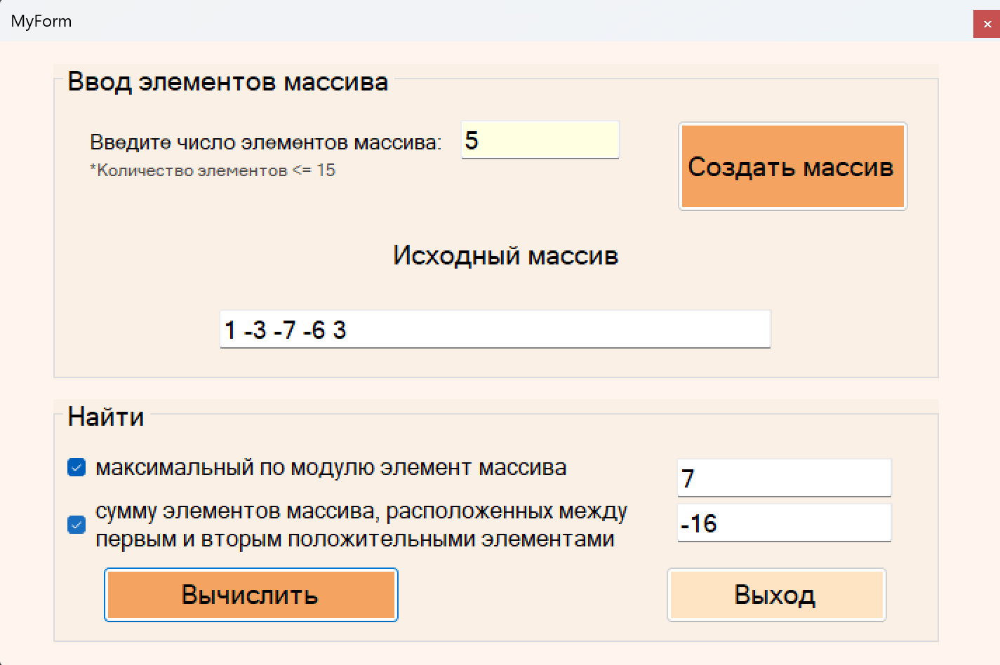 MyForm
Ввод элементов массива
Введите число элементов массива:
5
*Количество элементов <= 15
Создать массив
Исходный массив
1 -3 -7 -6 3
Найти
максимальный по модулю элемент массива
7
сумму элементов массива, расположенных между
первым и вторым положительными элементами
-16
Вычислить
Выход